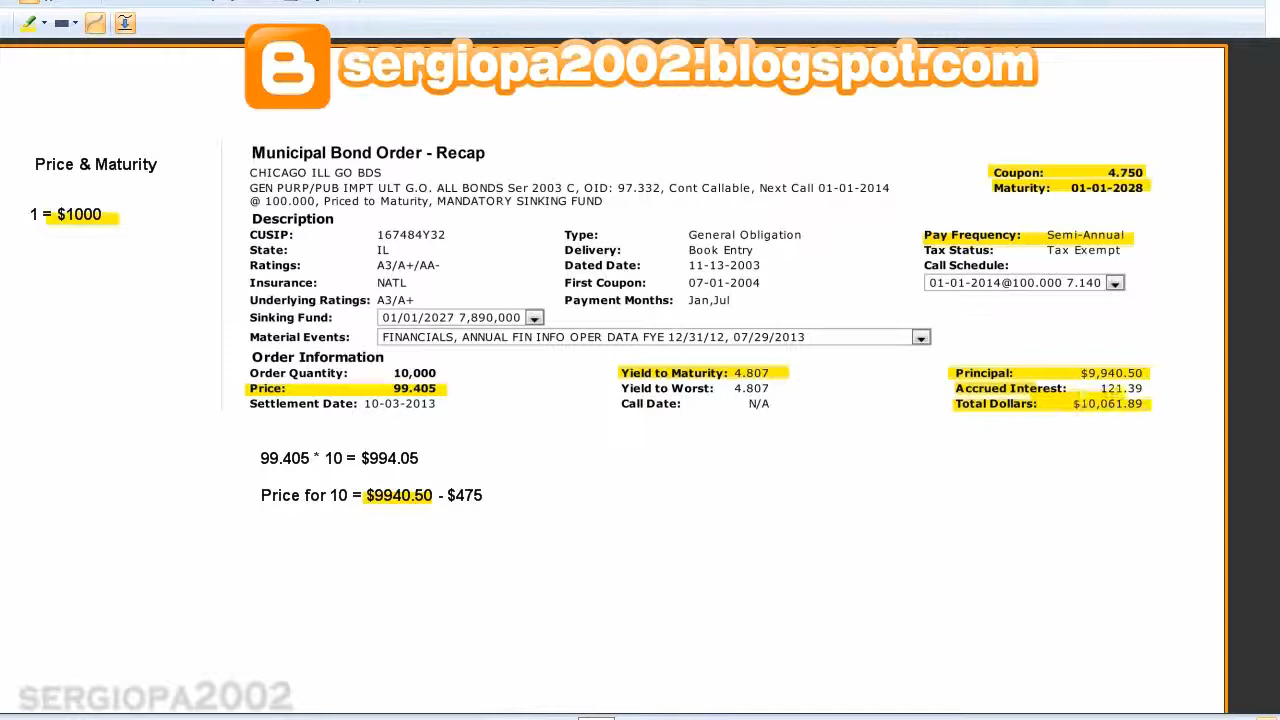 sergiopa2002.blogspot.com
Price & Maturity
1 = $1000
Municipal Bond Order - Recap
CHICAGO ILL GO BDS
GEN PURP/PUB IMPT ULT G.O. ALL BONDS Ser 2003 C, OID: 97.332, Cont Callable, Next Call 01-01-2014
@ 100.000, Priced to Maturity, MANDATORY SINKING FUND
Coupon: 4.750
Maturity: 01-01-2028
Description
CUSIP: 167484Y32 Type: General Obligation Pay Frequency: Semi-Annual
State: IL Delivery: Book Entry Tax Status: Tax Exempt
Ratings: A3/A+/AA- Dated Date: 11-13-2003 Call Schedule:
Insurance: NATL First Coupon: 07-01-2004 01-01-2014@100.000 7.140
Underlying Ratings: A3/A+ Payment Months: Jan,Jul
Sinking Fund: 01/01/2027 7,890,000
Material Events: FINANCIALS, ANNUAL FIN INFO OPER DATA FYE 12/31/12, 07/29/2013
Order Information
Order Quantity: 10,000 Yield to Maturity: 4.807 Principal: $9,940.50
Price: 99.405 Yield to Worst: 4.807 Accrued Interest: 121.39
Settlement Date: 10-03-2013 Call Date: N/A Total Dollars: $10,061.89
99.405 * 10 = $994.05
Price for 10 = $9940.50 - $475
SERGIOPA2002